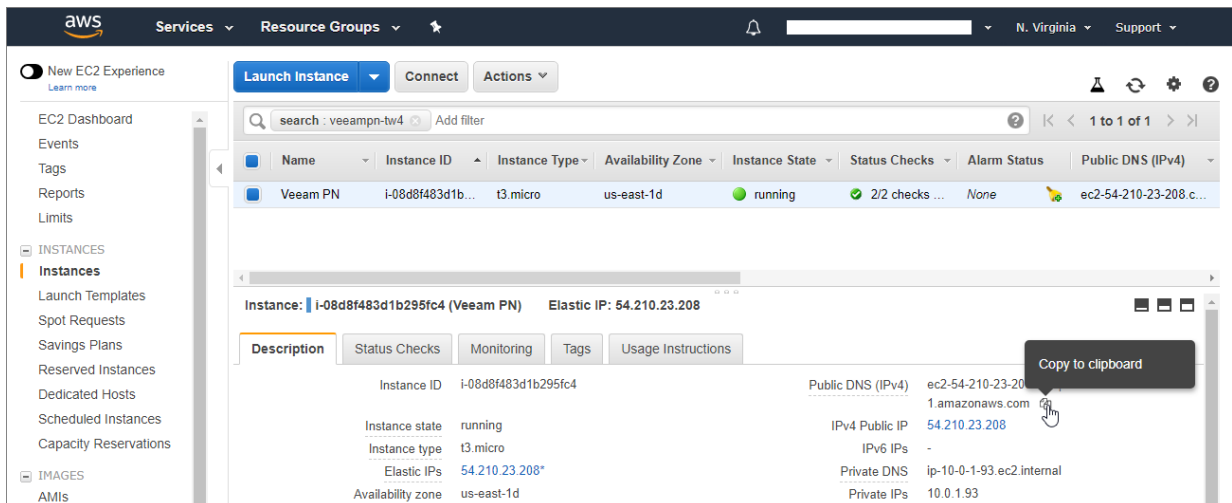 aws Services Resource Groups N. Virginia Support
New EC2 Experience
Learn more
Launch Instance Connect Actions
EC2 Dashboard
Events
Tags
Reports
Limits
INSTANCES
Instances
Launch Templates
Spot Requests
Savings Plans
Reserved Instances
Dedicated Hosts
Scheduled Instances
Capacity Reservations
IMAGES
AMIs
search : veeampn-tw4 Add filter 1 to 1 of 1
Name Instance ID Instance Type Availability Zone Instance State Status Checks Alarm Status Public DNS (IPv4)
Veeam PN i-08d8f483d1b... t3.micro us-east-1d running 2/2 checks ... None ec2-54-210-23-208.c...
Instance: i-08d8f483d1b295fc4 (Veeam PN) Elastic IP: 54.210.23.208
Description Status Checks Monitoring Tags Usage Instructions
Copy to clipboard
Instance ID i-08d8f483d1b295fc4
Instance state running
Instance type t3.micro
Elastic IPs 54.210.23.208*
Availability zone us-east-1d
Public DNS (IPv4) ec2-54-210-23-20
1.amazonaws.com
IPv4 Public IP 54.210.23.208
IPv6 IPs -
Private DNS ip-10-0-1-93.ec2.internal
Private IPs 10.0.1.93